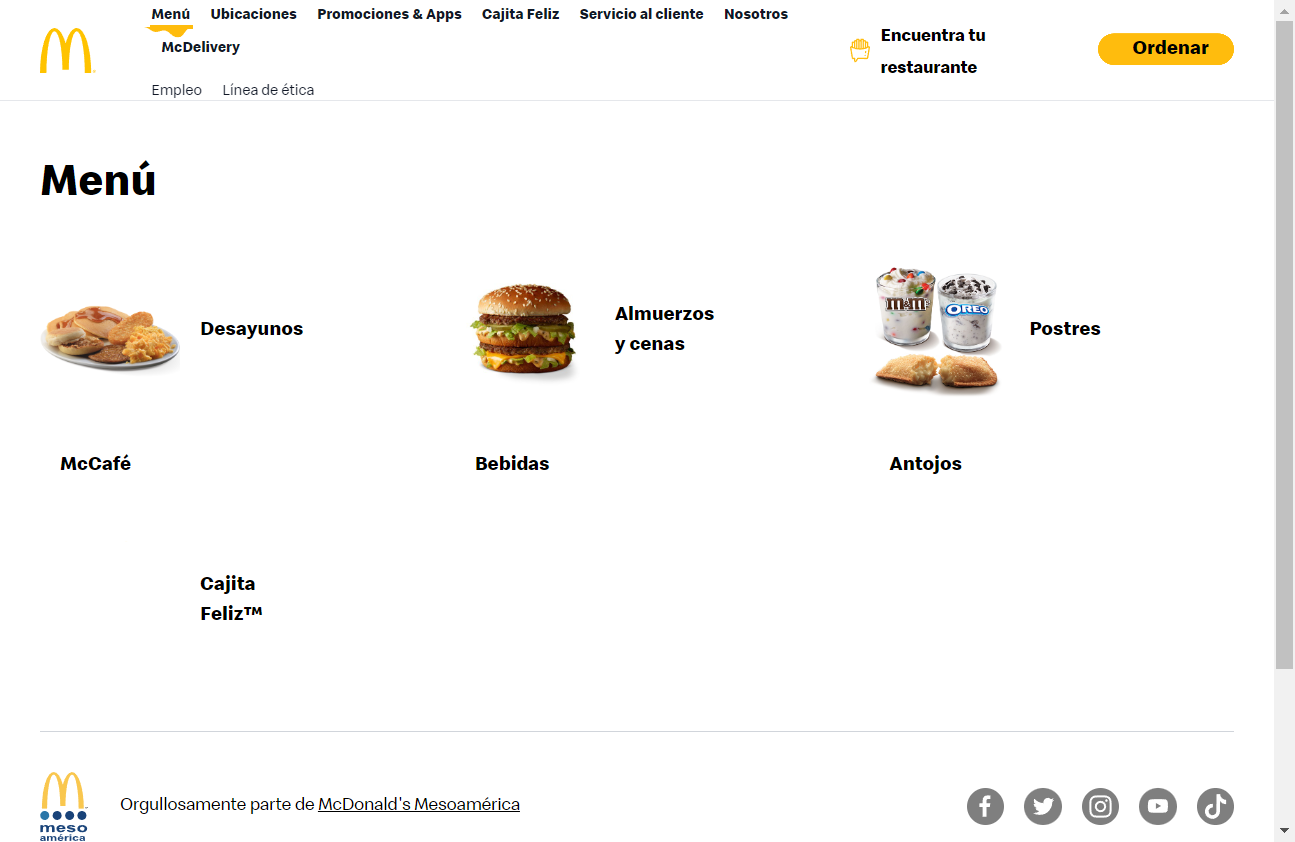 Menú Ubicaciones Promociones & Apps Cajita Feliz Servicio al cliente Nosotros
McDelivery
Encuentra tu
restaurante
Ordenar
Empleo Línea de ética
Menú
Desayunos
Almuerzos
y cenas
m&m's
OREO
Postres
McCafé
Bebidas
Antojos
Cajita
Feliz™
meso
américa
Orgullosamente parte de McDonald's Mesoamérica